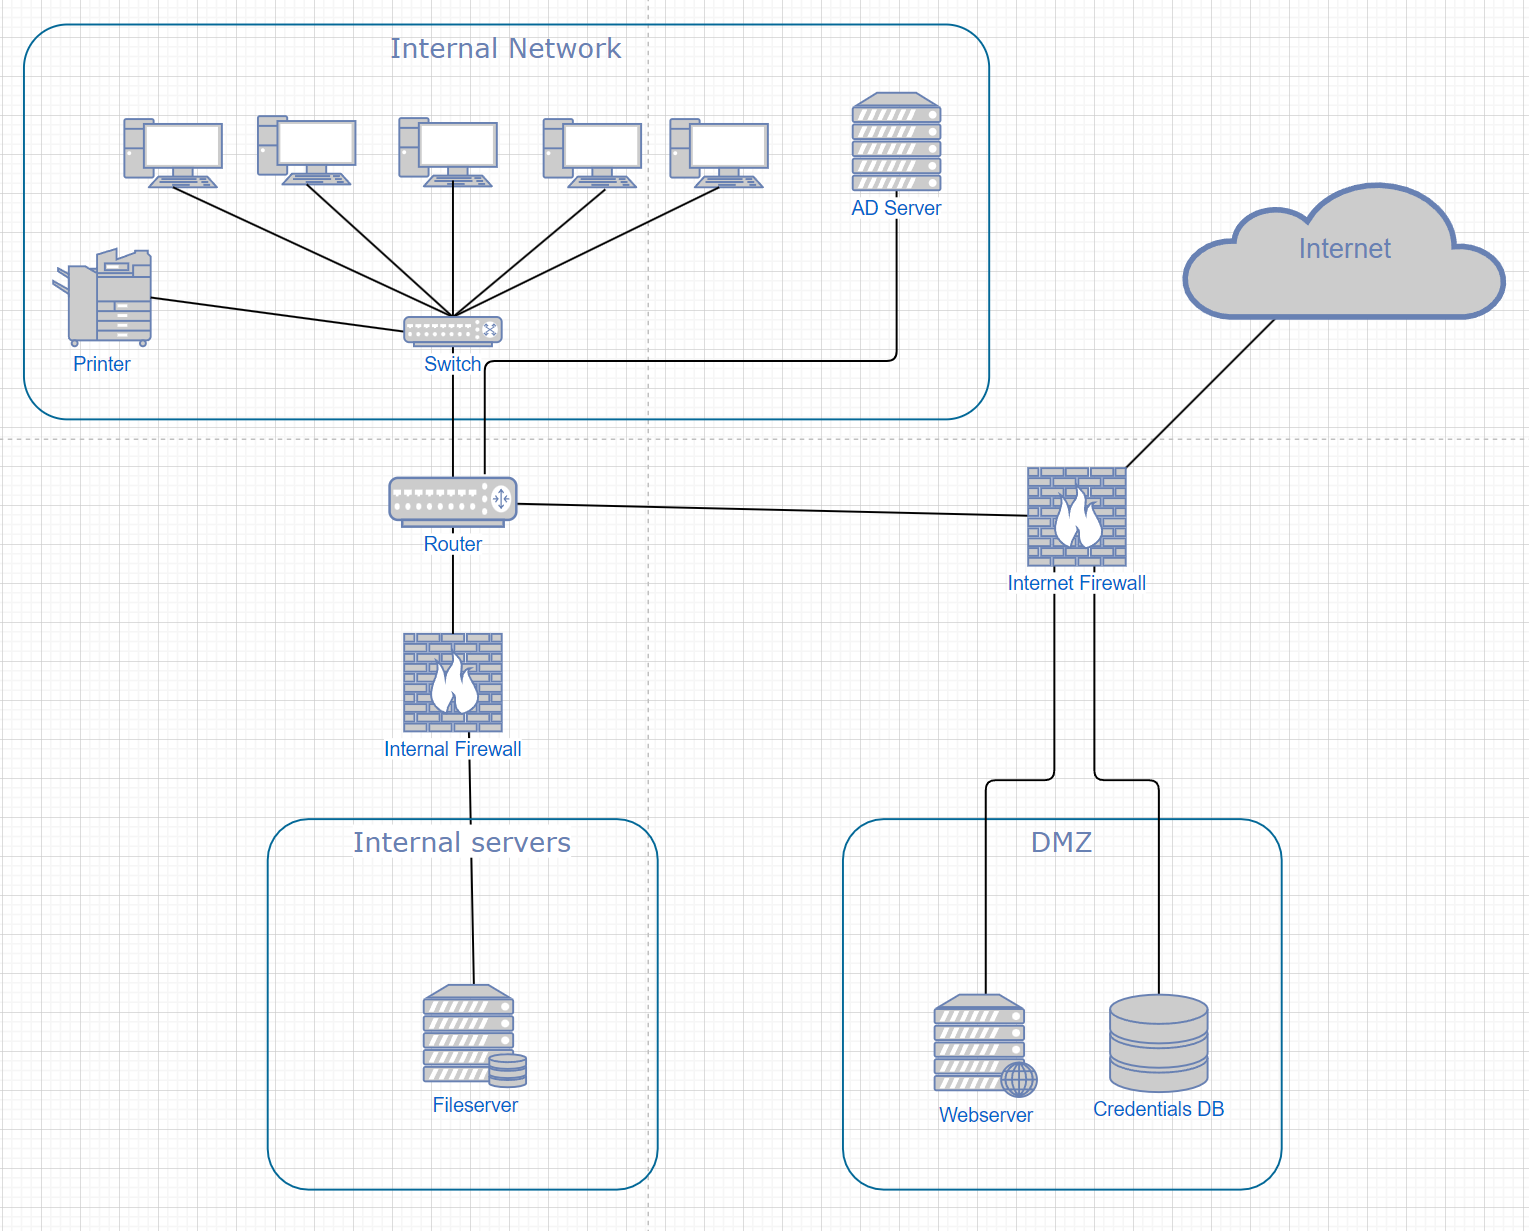 Internal Network
AD Server
Internet
Printer
Switch
Router
Internet Firewall
Internal Firewall
Internal servers
DMZ
Fileserver
Webserver
Credentials DB